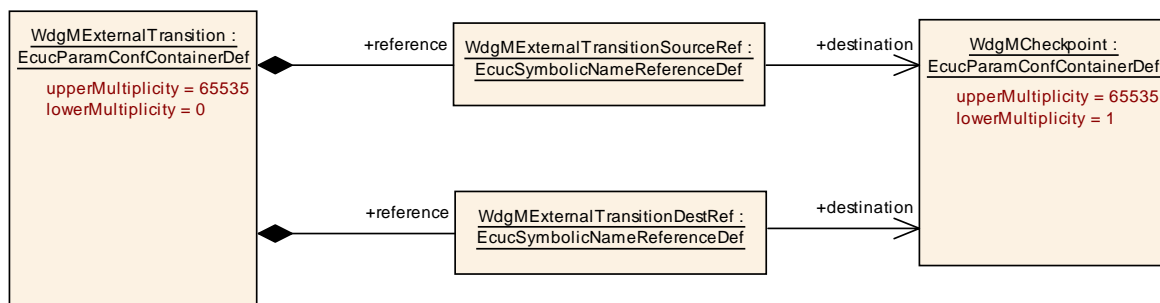 WdgMExternalTransition :
EcucParamConfContainerDef
upperMultiplicity = 65535
lowerMultiplicity = 0
+reference
WdgMExternalTransitionSourceRef :
EcucSymbolicNameReferenceDef
+destination
WdgMCheckpoint :
EcucParamConfContainerDef
upperMultiplicity = 65535
lowerMultiplicity = 1
+reference
WdgMExternalTransitionDestRef :
EcucSymbolicNameReferenceDef
+destination